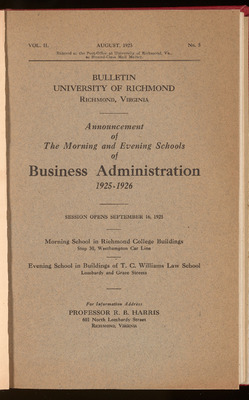 VOL. II. AUGUST, 1925 No. 3
Entered at the Post-Office at University of Richmond, Va.,
as Second-Class Mail Matter.
BULLETIN
UNIVERSITY OF RICHMOND
RICHMOND, VIRGINIA
Announcement
of
The Morning and Evening Schools
of
Business Administration
1925-1926
SESSION OPENS SEPTEMBER 16, 1925
Morning School in Richmond College Buildings
Stop 30, Westhampton Car Line
Evening School in Buildings of T. C. Williams Law School
Lombardy and Grace Streets
For Information Address
PROFESSOR R. B. HARRIS
601 North Lombardy Street
RICHMOND, VIRGINIA